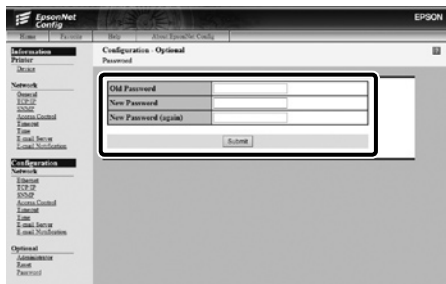 EpsonNet
Config
EPSON
Home
Favorite
Help
About EpsonNet Config
Information
Printer
Device
Network
General
TCP/IP
SNMP
Access Control
Timeout
Time
E-mail Server
E-mail Notification
Configuration
Network
Ethernet
TCP/IP
SNMP
Access Control
Timeout
Time
E-mail Server
E-mail Notification
Optional
Administrator
Reset
Password
Configuration - Optional
Password
?
Old Password
New Password
New Password (again)
Submit